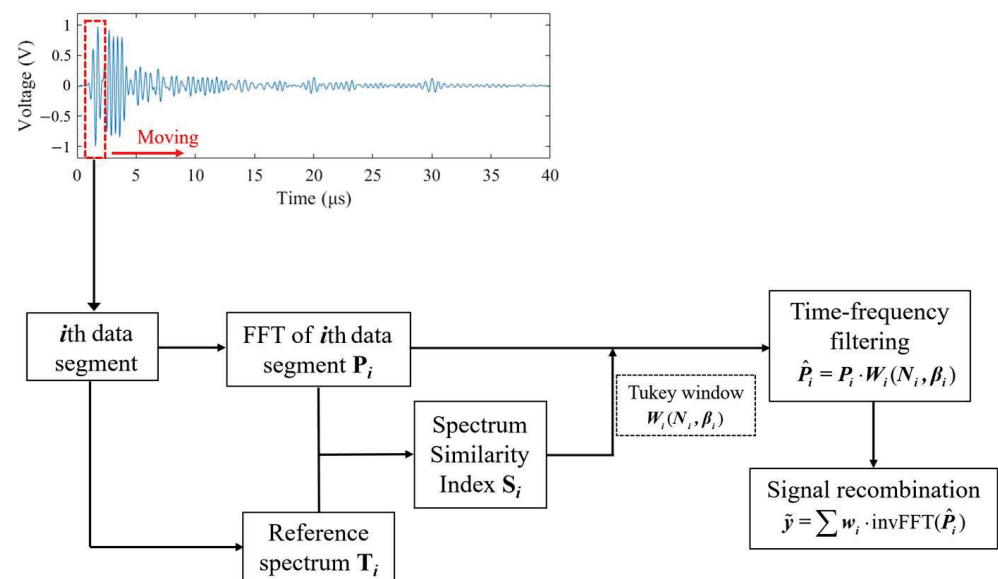 Voltage (V)
1
0.5
0
−0.5
−1
Moving
0 5 10 15 20 25 30 35 40
Time (μs)
ith data
segment
FFT of ith data
segment Pᵢ
Spectrum
Similarity
Index Sᵢ
Reference
spectrum Tᵢ
Tukey window
Wᵢ(Nᵢ, βᵢ)
Time-frequency
filtering
P̂ᵢ = Pᵢ · Wᵢ(Nᵢ, βᵢ)
Signal recombination
ỹ = ∑ wᵢ · invFFT(P̂ᵢ)